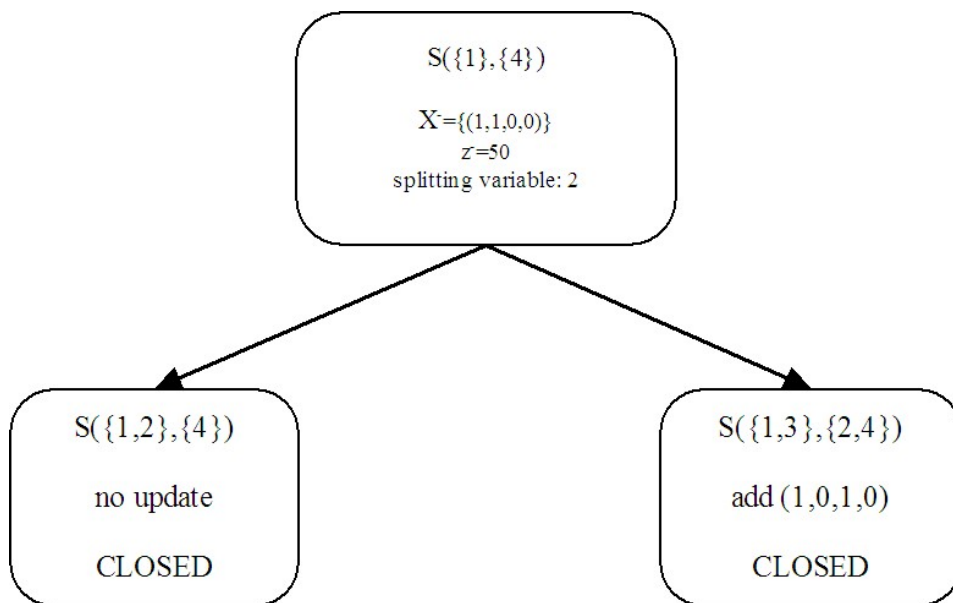 S({1},{4})
X⁻={(1,1,0,0)}
z⁻=50
splitting variable: 2
S({1,2},{4})
no update
CLOSED
S({1,3},{2,4})
add (1,0,1,0)
CLOSED